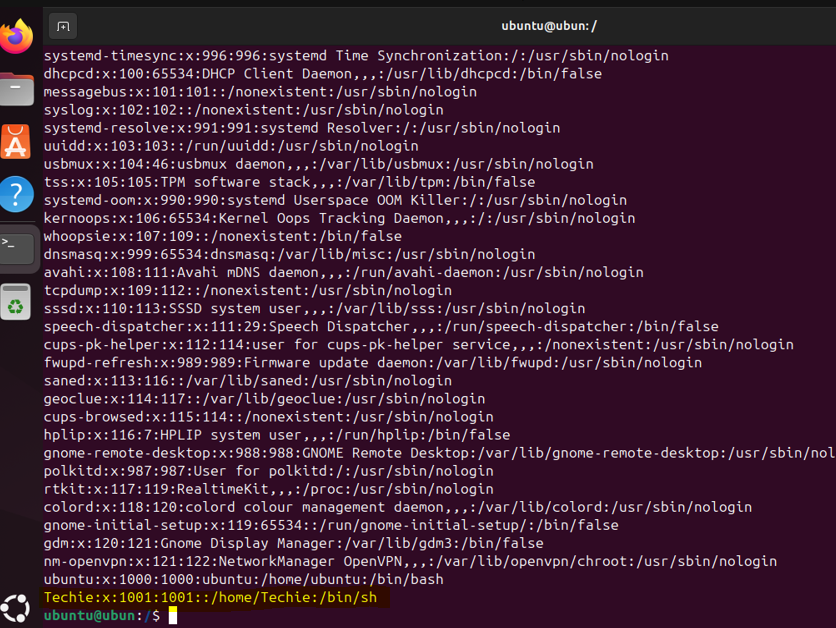 ubuntu@ubun: /
systemd-timesync:x:996:996:systemd Time Synchronization:/:/usr/sbin/nologin
dhcpcd:x:100:65534:DHCP Client Daemon,,,:/usr/lib/dhcpcd:/bin/false
messagebus:x:101:101::/nonexistent:/usr/sbin/nologin
syslog:x:102:102::/nonexistent:/usr/sbin/nologin
systemd-resolve:x:991:991:systemd Resolver:/:/usr/sbin/nologin
uuidd:x:103:103::/run/uuidd:/usr/sbin/nologin
usbmux:x:104:46:usbmux daemon,,,:/var/lib/usbmux:/usr/sbin/nologin
tss:x:105:105:TPM software stack,,,:/var/lib/tpm:/bin/false
systemd-oom:x:990:990:systemd Userspace OOM Killer:/:/usr/sbin/nologin
kernoops:x:106:65534:Kernel Oops Tracking Daemon,,,:/:/usr/sbin/nologin
whoopsie:x:107:109::/nonexistent:/bin/false
dnsmasq:x:999:65534:dnsmasq:/var/lib/misc:/usr/sbin/nologin
avahi:x:108:111:Avahi mDNS daemon,,,:/run/avahi-daemon:/usr/sbin/nologin
tcpdump:x:109:112::/nonexistent:/usr/sbin/nologin
sssd:x:110:113:SSSD system user,,,:/var/lib/sss:/usr/sbin/nologin
speech-dispatcher:x:111:29:Speech Dispatcher,,,:/run/speech-dispatcher:/bin/false
cups-pk-helper:x:112:114:user for cups-pk-helper service,,,:/nonexistent:/usr/sbin/nologin
fwupd-refresh:x:989:989:Firmware update daemon:/var/lib/fwupd:/usr/sbin/nologin
saned:x:113:116::/var/lib/saned:/usr/sbin/nologin
geoclue:x:114:117::/var/lib/geoclue:/usr/sbin/nologin
cups-browsed:x:115:114::/nonexistent:/usr/sbin/nologin
hplip:x:116:7:HPLIP system user,,,:/run/hplip:/bin/false
gnome-remote-desktop:x:988:988:GNOME Remote Desktop:/var/lib/gnome-remote-desktop:/usr/sbin/nol
polkitd:x:987:987:User for polkitd:/:/usr/sbin/nologin
rtkit:x:117:119:RealtimeKit,,,:/proc:/usr/sbin/nologin
colord:x:118:120:colord colour management daemon,,,:/var/lib/colord:/usr/sbin/nologin
gnome-initial-setup:x:119:65534::/run/gnome-initial-setup/:/bin/false
gdm:x:120:121:Gnome Display Manager:/var/lib/gdm3:/bin/false
nm-openvpn:x:121:122:NetworkManager OpenVPN,,,:/var/lib/openvpn/chroot:/usr/sbin/nologin
ubuntu:x:1000:1000:ubuntu:/home/ubuntu:/bin/bash
Techie:x:1001:1001::/home/Techie:/bin/sh
ubuntu@ubun:/$